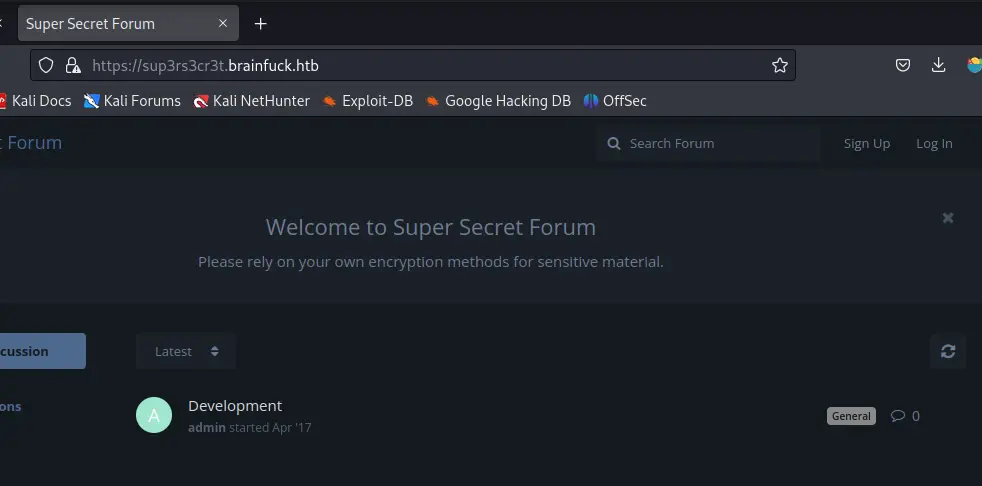 Super Secret Forum
https://sup3rs3cr3t.brainfuck.htb
Kali Docs Kali Forums Kali NetHunter Exploit-DB Google Hacking DB OffSec
t Forum Search Forum Sign Up Log In
Welcome to Super Secret Forum
Please rely on your own encryption methods for sensitive material.
cussion Latest
ons
A Development General 0
admin started Apr '17